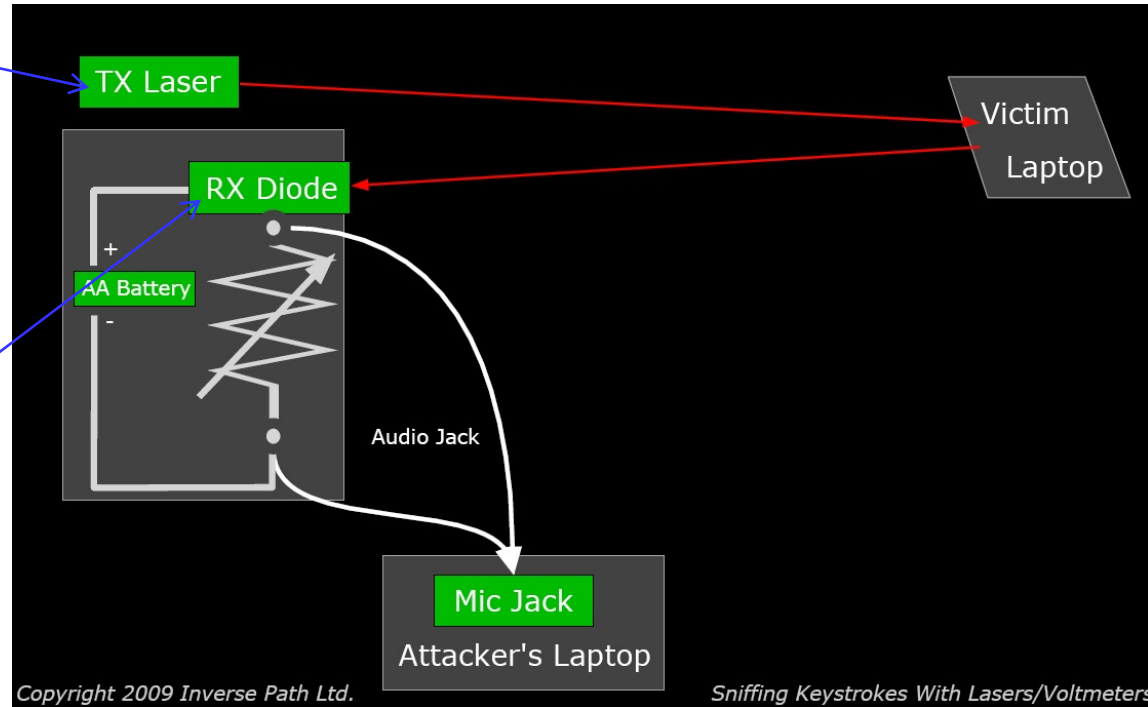 TX Laser
Victim
Laptop
RX Diode
+
AA Battery
-
Audio Jack
Mic Jack
Attacker's Laptop
Copyright 2009 Inverse Path Ltd.
Sniffing Keystrokes With Lasers/Voltmeters